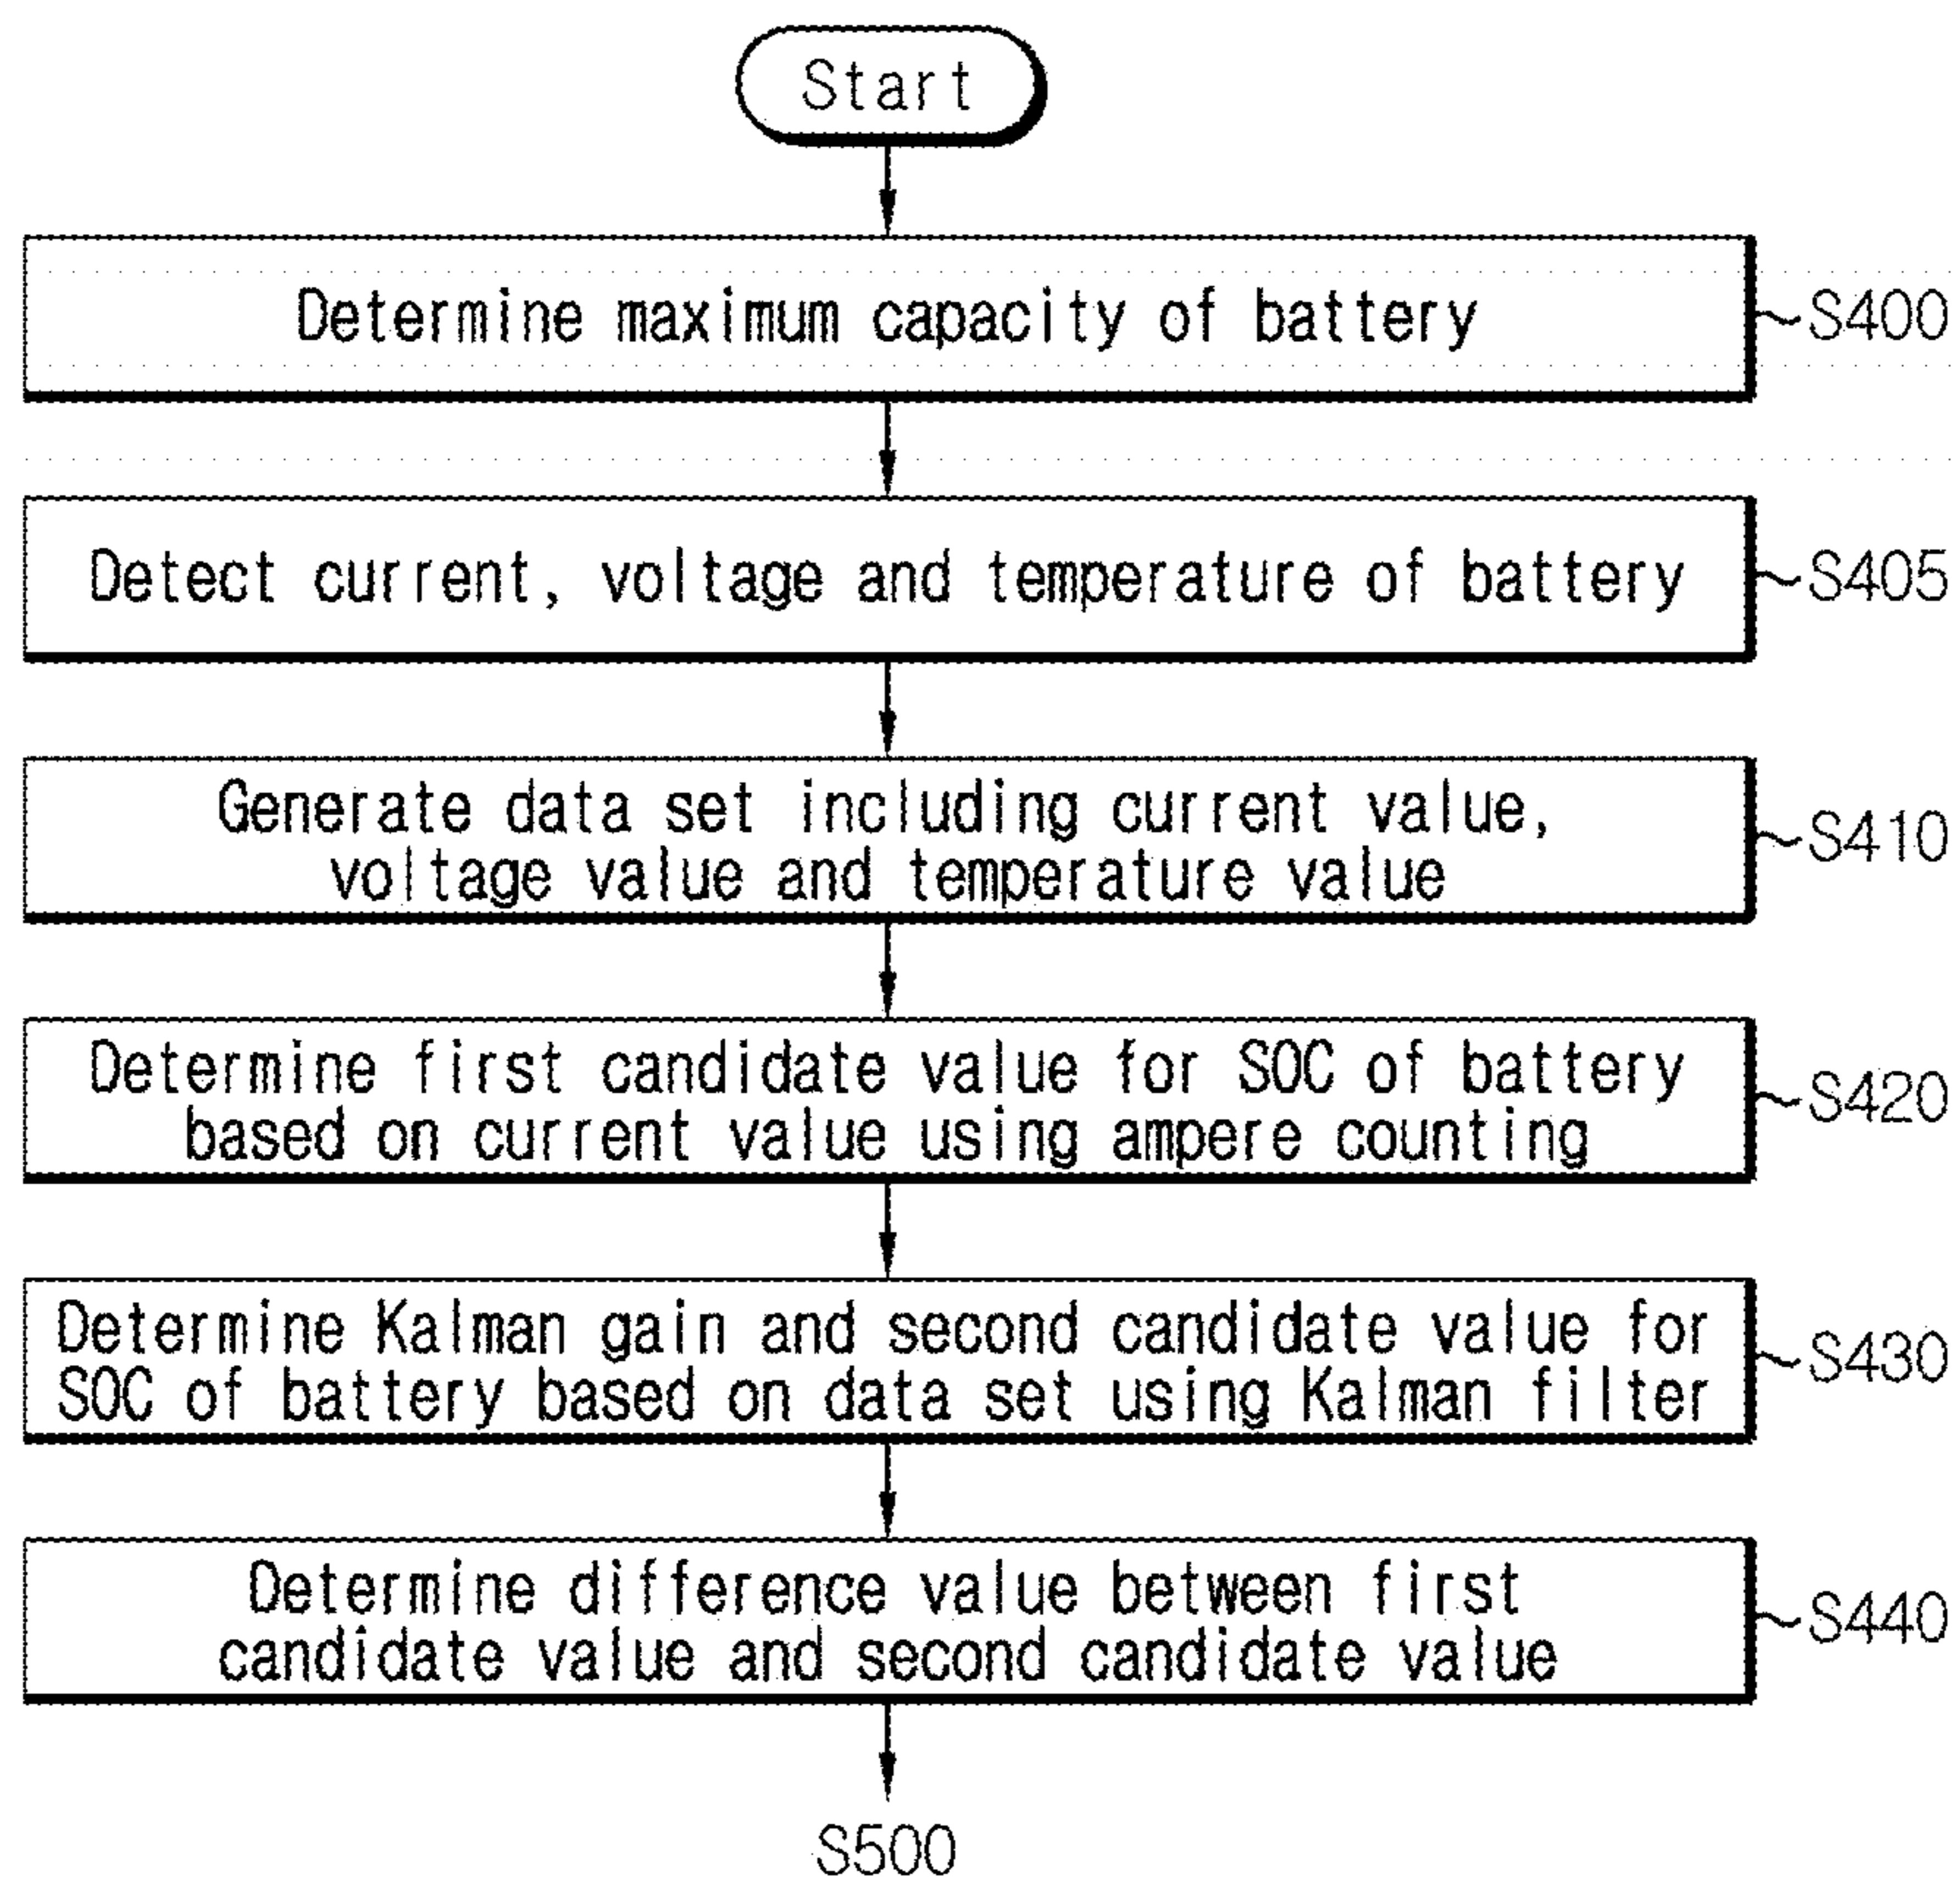 Start
Determine maximum capacity of battery
S400
Detect current, voltage and temperature of battery
S405
Generate data set including current value,
voltage value and temperature value
S410
Determine first candidate value for SOC of battery
based on current value using ampere counting
S420
Determine Kalman gain and second candidate value for
SOC of battery based on data set using Kalman filter
S430
Determine difference value between first
candidate value and second candidate value
S440
S500